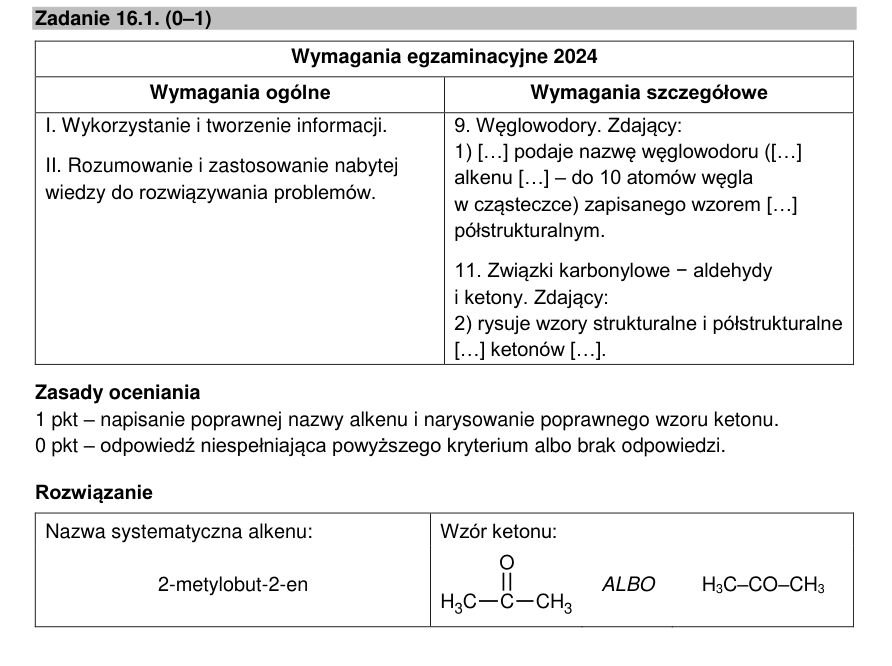 Zadanie 16.1. (0–1)
Wymagania egzaminacyjne 2024
Wymagania ogólne
Wymagania szczegółowe
I. Wykorzystanie i tworzenie informacji.
II. Rozumowanie i zastosowanie nabytej
wiedzy do rozwiązywania problemów.
9. Węglowodory. Zdający:
1) […] podaje nazwę węglowodoru ([…]
alkenu […] – do 10 atomów węgla
w cząsteczce) zapisanego wzorem […]
półstrukturalnym.
11. Związki karbonylowe − aldehydy
i ketony. Zdający:
2) rysuje wzory strukturalne i półstrukturalne
[…] ketonów […].
Zasady oceniania
1 pkt – napisanie poprawnej nazwy alkenu i narysowanie poprawnego wzoru ketonu.
0 pkt – odpowiedź niespełniająca powyższego kryterium albo brak odpowiedzi.
Rozwiązanie
Nazwa systematyczna alkenu:
2-metylobut-2-en
Wzór ketonu:
O
H₃C—C—CH₃
ALBO
H₃C–CO–CH₃